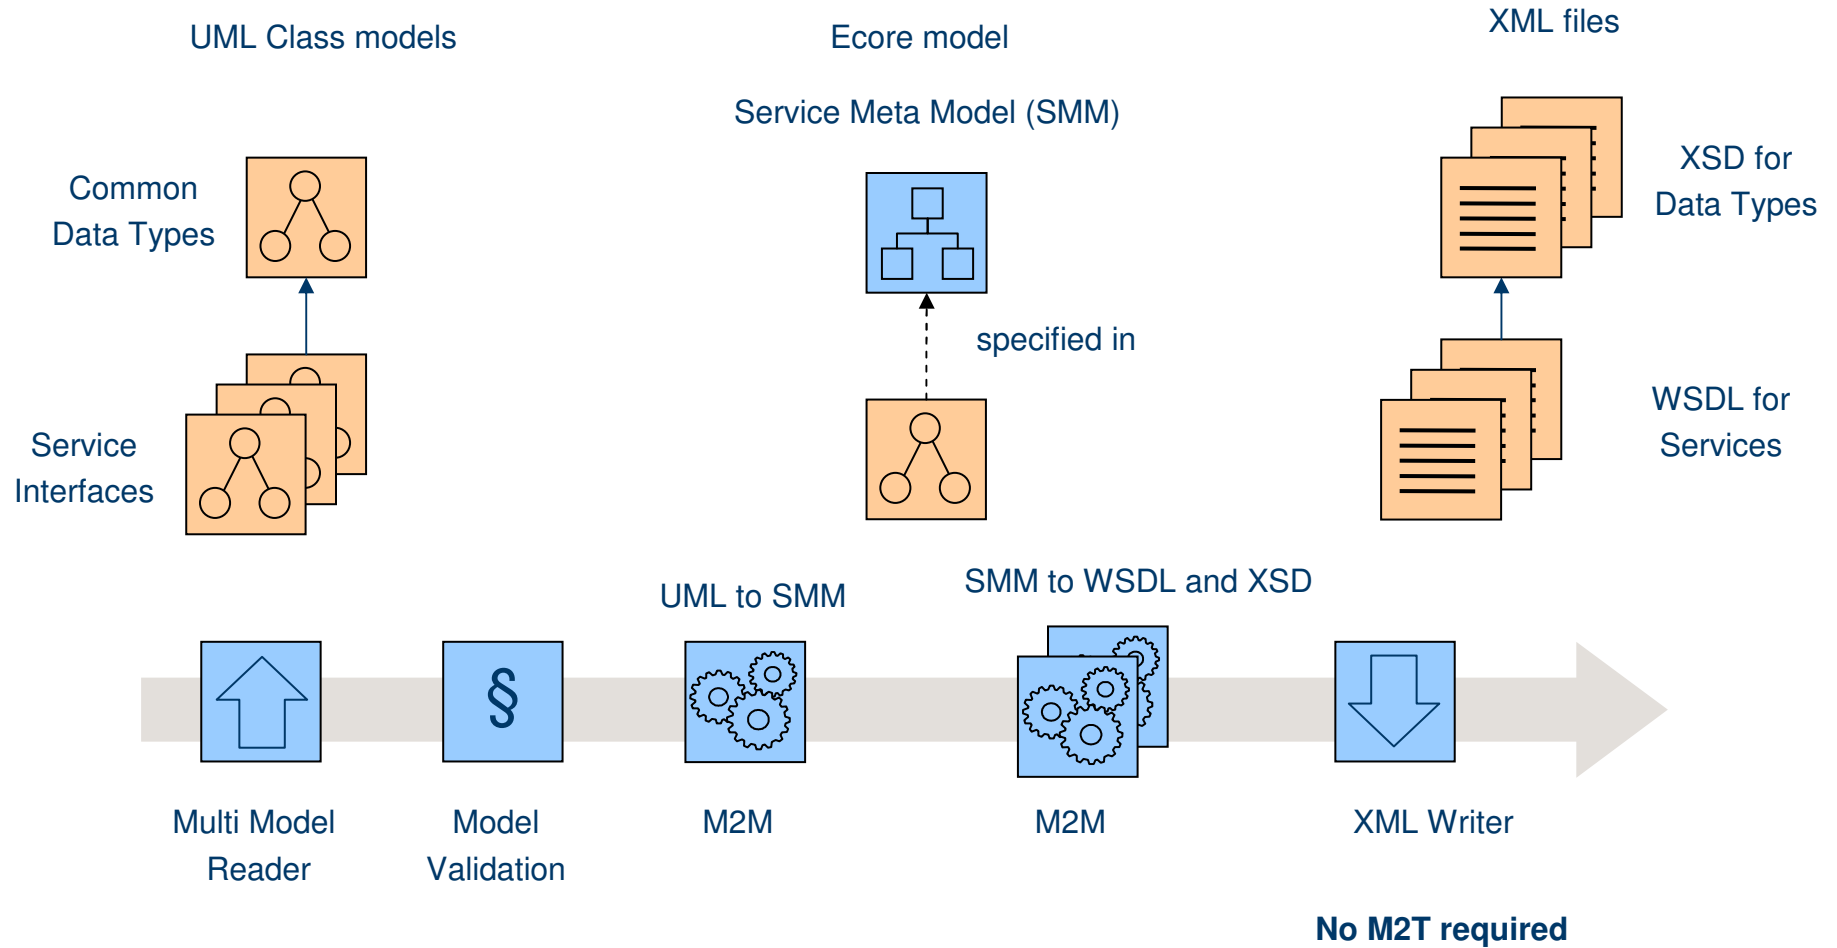 UML Class models
Ecore model
XML files
Service Meta Model (SMM)
Common
Data Types
XSD for
Data Types
specified in
Service
Interfaces
WSDL for
Services
UML to SMM
SMM to WSDL and XSD
§
Multi Model
Reader
Model
Validation
M2M
M2M
XML Writer
No M2T required